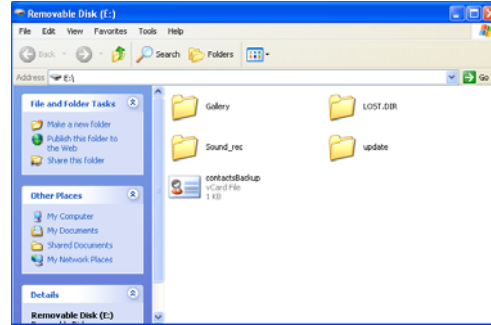 Removable Disk (E:)
File Edit View Favorites Tools Help
Back Search Folders
Address E:\ Go
File and Folder Tasks
Make a new folder
Publish this folder to
the Web
Share this folder
Other Places
My Computer
My Documents
Shared Documents
My Network Places
Details
Removable Disk (E:)
Gallery
LOST.DIR
Sound_rec
update
contactsBackup
vCard File
1 KB